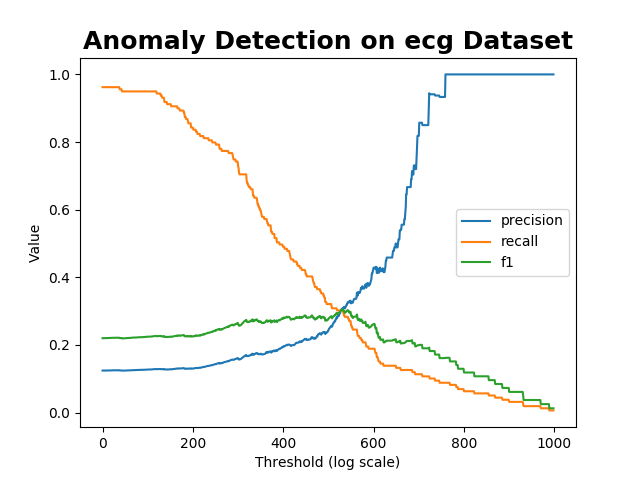 Anomaly Detection on ecg Dataset
1.0
0.8
0.6
0.4
0.2
0.0
Value
precision
recall
f1
0
200
400
600
800
1000
Threshold (log scale)